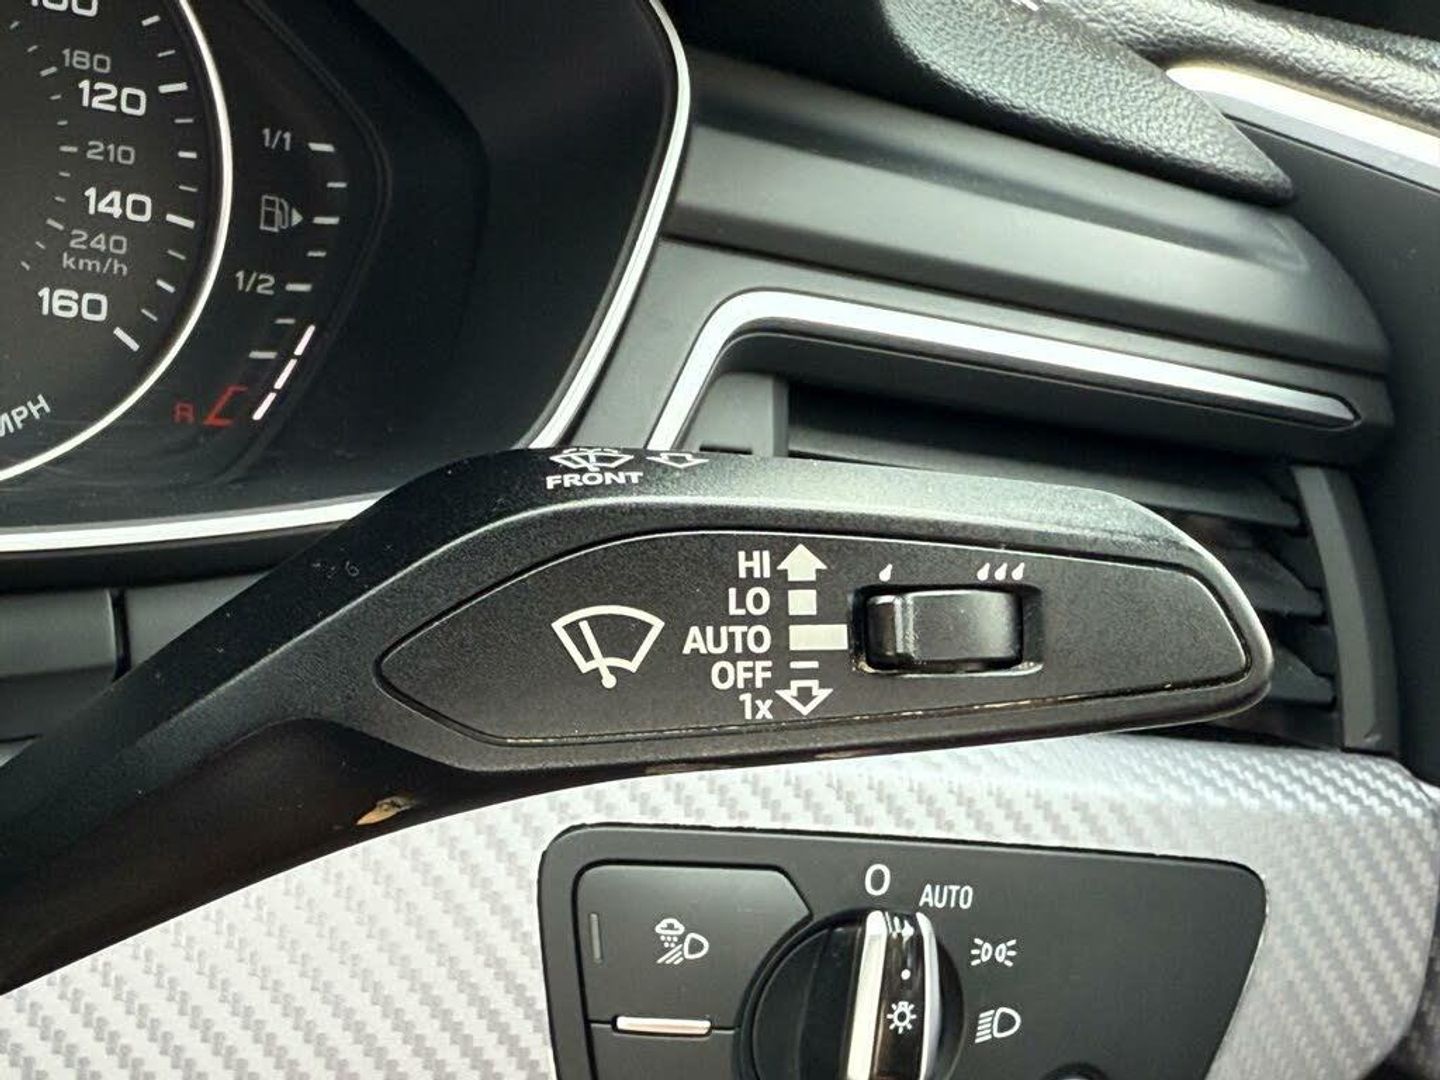 180
120
210
140
240
km/h
160
MPH
1/1
1/2
R
FRONT
HI
LO
AUTO
OFF
1x
O
AUTO